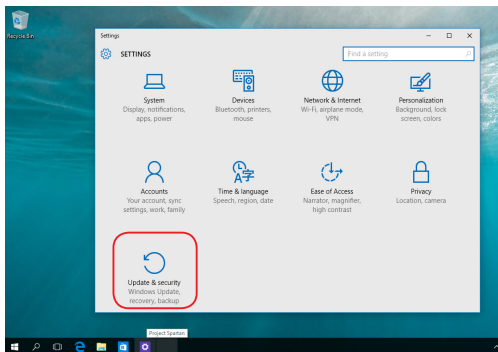 Recycle Bin
Settings
SETTINGS
Find a setting
System
Display, notifications,
apps, power
Devices
Bluetooth, printers,
mouse
Network & Internet
Wi-Fi, airplane mode,
VPN
Personalization
Background, lock
screen, colors
Accounts
Your account, sync
settings, work, family
Time & language
Speech, region, date
Ease of Access
Narrator, magnifier,
high contrast
Privacy
Location, camera
Update & security
Windows Update,
recovery, backup
Project Spartan